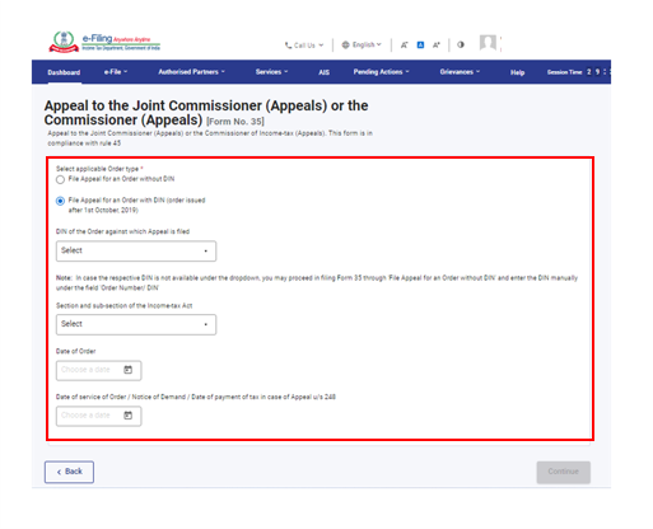 e-Filing Anywhere Anytime
Income Tax Department, Government of India
Call Us
English
A-
A
A+
Dashboard
e-File
Authorised Partners
Services
AIS
Pending Actions
Grievances
Help
Session Time 2 9 :
Appeal to the Joint Commissioner (Appeals) or the
Commissioner (Appeals) [Form No. 35]
Appeal to the Joint Commissioner (Appeals) or the Commissioner of Income-tax (Appeals). This form is in
compliance with rule 45
Select applicable Order type *
File Appeal for an Order without DIN
File Appeal for an Order with DIN (order issued
after 1st October, 2019)
DIN of the Order against which Appeal is filed
Select
Note: In case the respective DIN is not available under the dropdown, you may proceed in filing Form 35 through 'File Appeal for an Order without DIN' and enter the DIN manually
under the field 'Order Number/ DIN'
Section and sub-section of the Income-tax Act
Select
Date of Order
Choose a date
Date of service of Order / Notice of Demand / Date of payment of tax in case of Appeal u/s 248
Choose a date
< Back
Continue